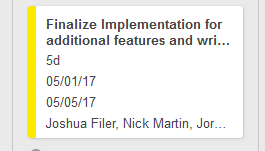 Finalize Implementation for
additional features and wri...
5d
05/01/17
05/05/17
Joshua Filer, Nick Martin, Jor...